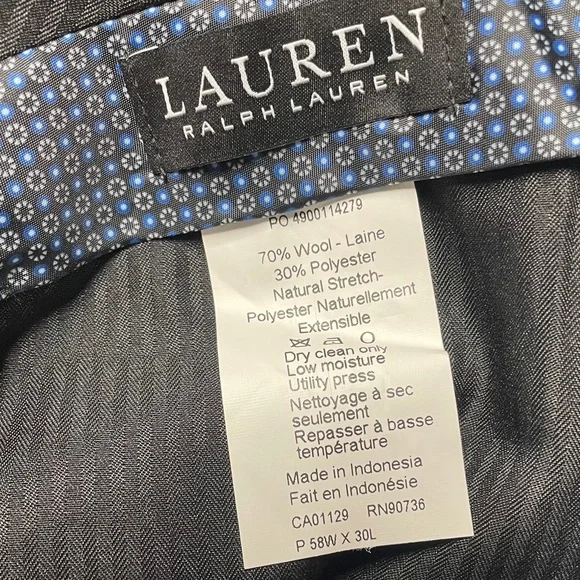 LAUREN
RALPH LAUREN
PO 4900114279
70% Wool - Laine
30% Polyester
Natural Stretch-
Polyester Naturellement
Extensible
Dry clean only
Low moisture
Utility press
Nettoyage à sec
seulement
Repasser à basse
température
Made in Indonesia
Fait en Indonésie
CA01129 RN90736
P 58W X 30L